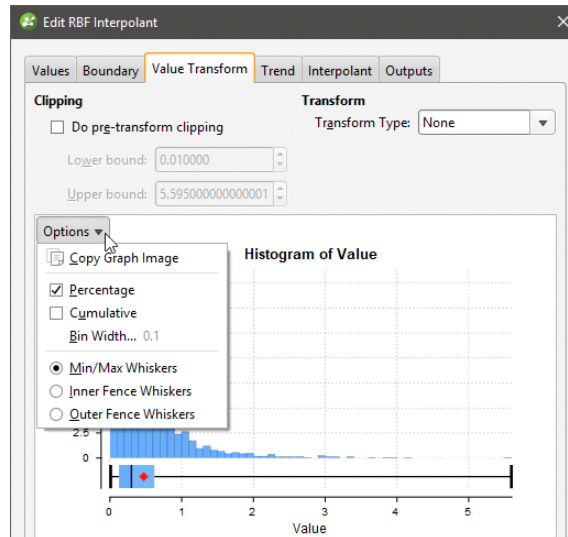 Edit RBF Interpolant
Values Boundary Value Transform Trend Interpolant Outputs
Clipping
Transform
Do pre-transform clipping
Transform Type: None
Lower bound: 0.010000
Upper bound: 5.595000000000001
Options
Copy Graph Image
Histogram of Value
Percentage
Cumulative
Bin Width... 0.1
Min/Max Whiskers
Inner Fence Whiskers
Outer Fence Whiskers
2.5
0
0 1 2 3 4 5
Value